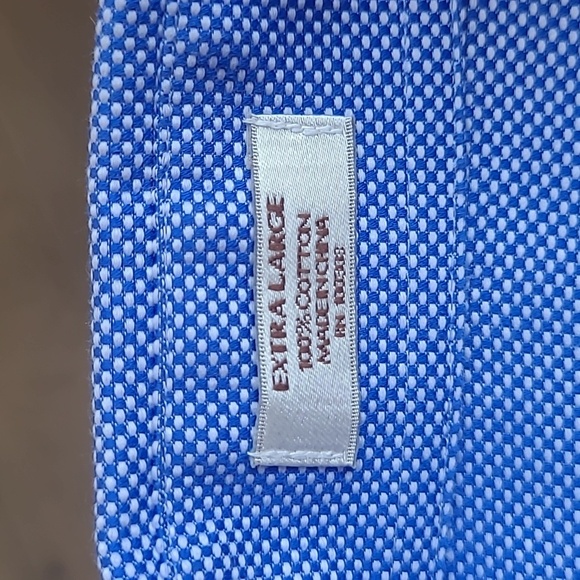 EXTRA LARGE
100% COTTON
MADE IN CHINA
RN